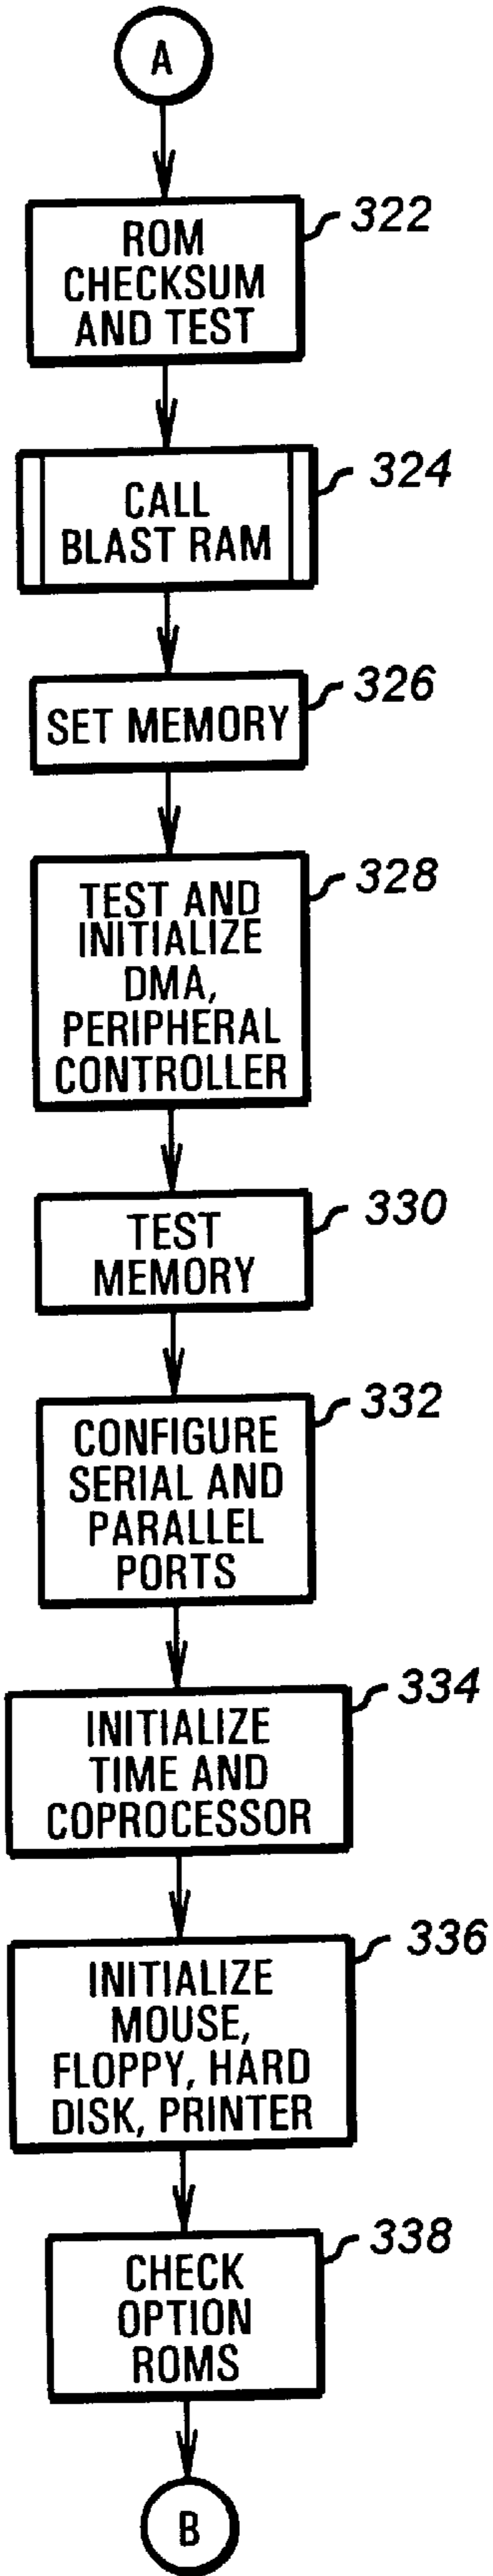 A
322
ROM
CHECKSUM
AND TEST
324
CALL
BLAST RAM
326
SET MEMORY
328
TEST AND
INITIALIZE
DMA,
PERIPHERAL
CONTROLLER
330
TEST
MEMORY
332
CONFIGURE
SERIAL AND
PARALLEL
PORTS
334
INITIALIZE
TIME AND
COPROCESSOR
336
INITIALIZE
MOUSE,
FLOPPY, HARD
DISK, PRINTER
338
CHECK
OPTION
ROMS
B